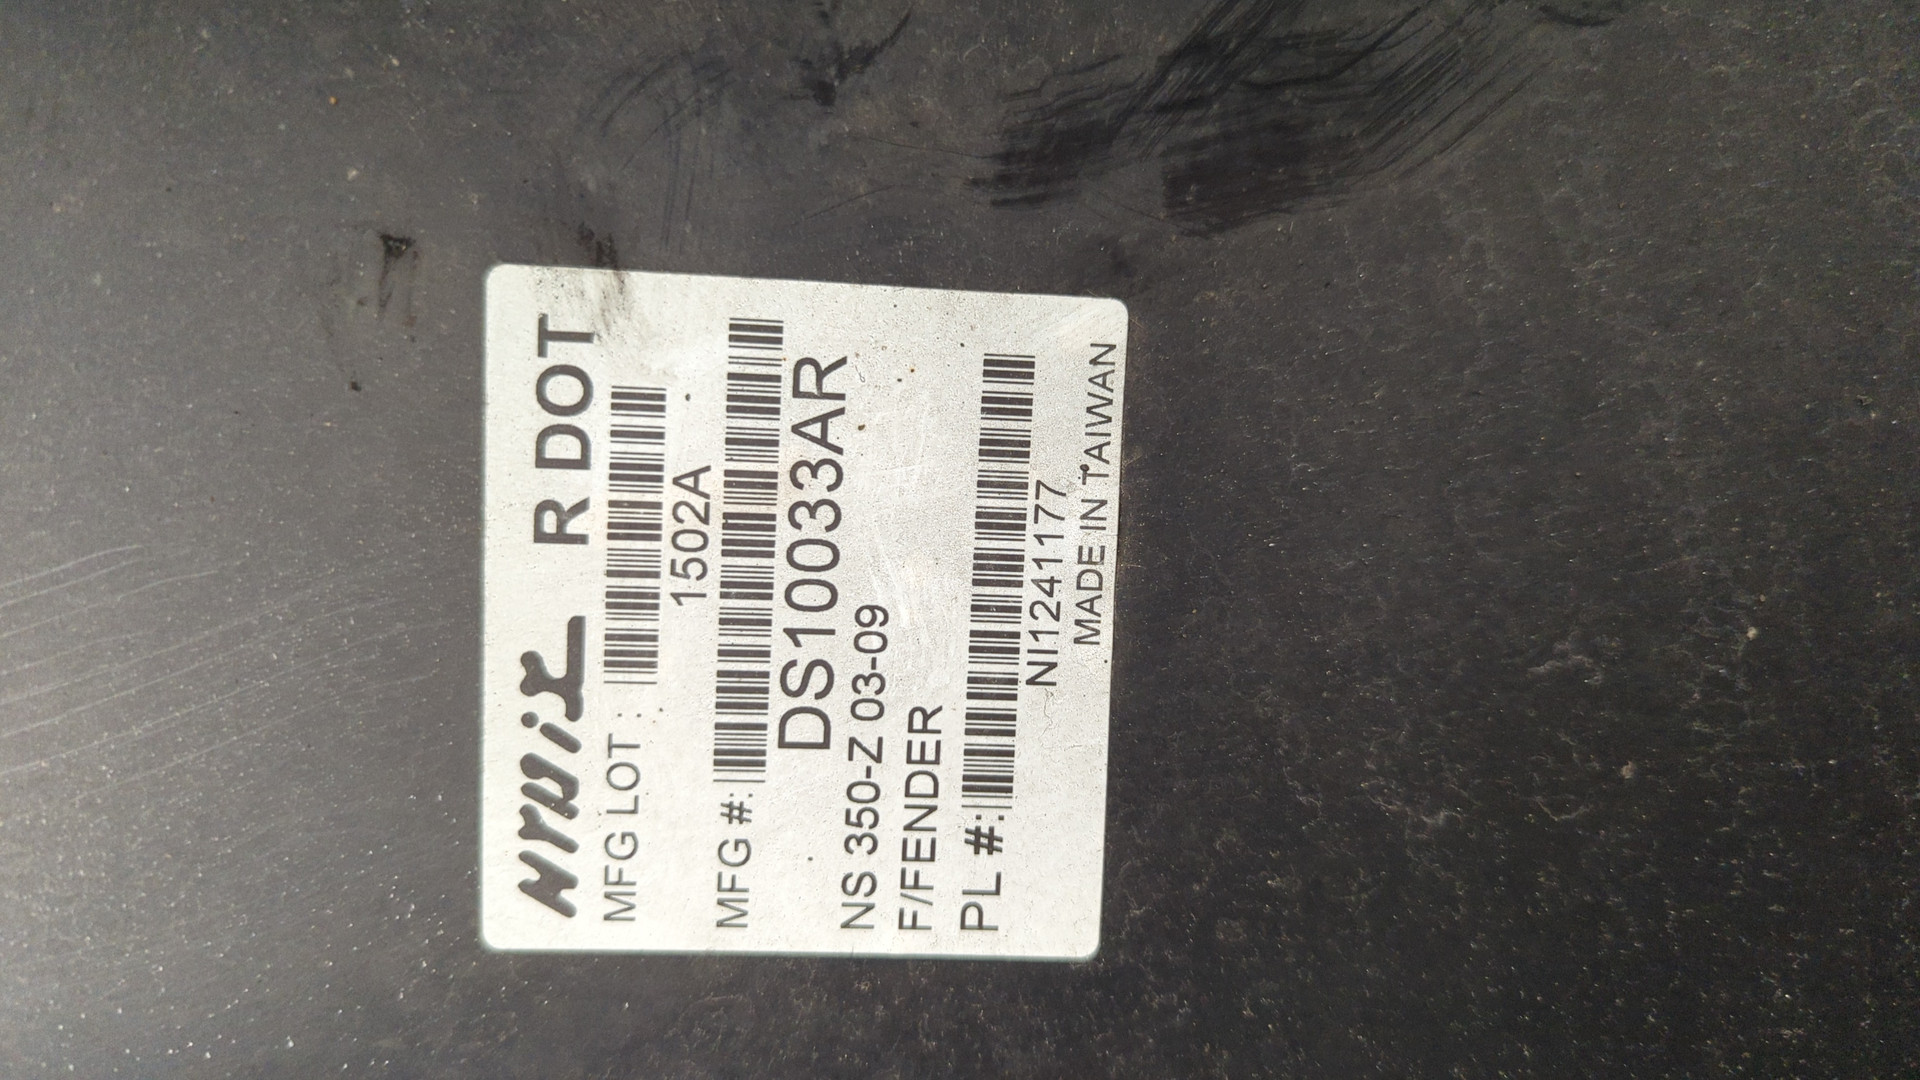 R DOT
MFG LOT :
1502A
MFG #:
DS10033AR
NS 350-Z 03-09
F/FENDER
PL #:
NI1241177
MADE IN TAIWAN